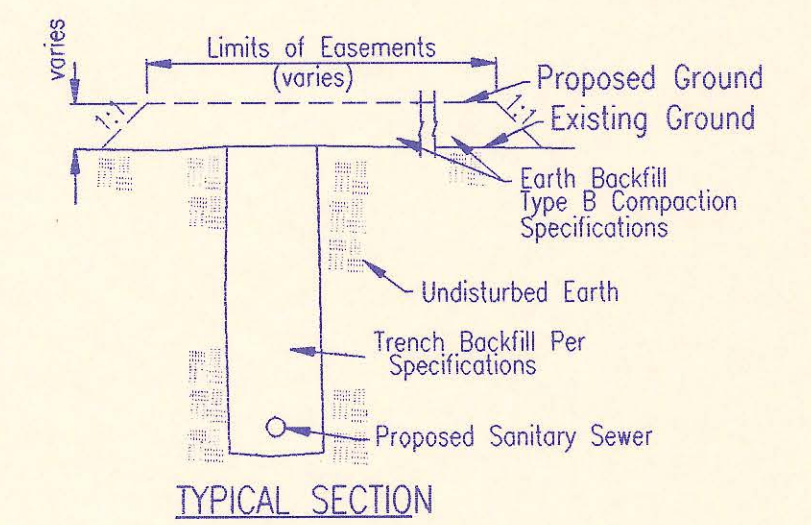 varies
Limits of Easements
(varies)
Proposed Ground
1:1
1:1
Existing Ground
Earth Backfill
Type B Compaction
Specifications
Undisturbed Earth
Trench Backfill Per
Specifications
Proposed Sanitary Sewer
TYPICAL SECTION